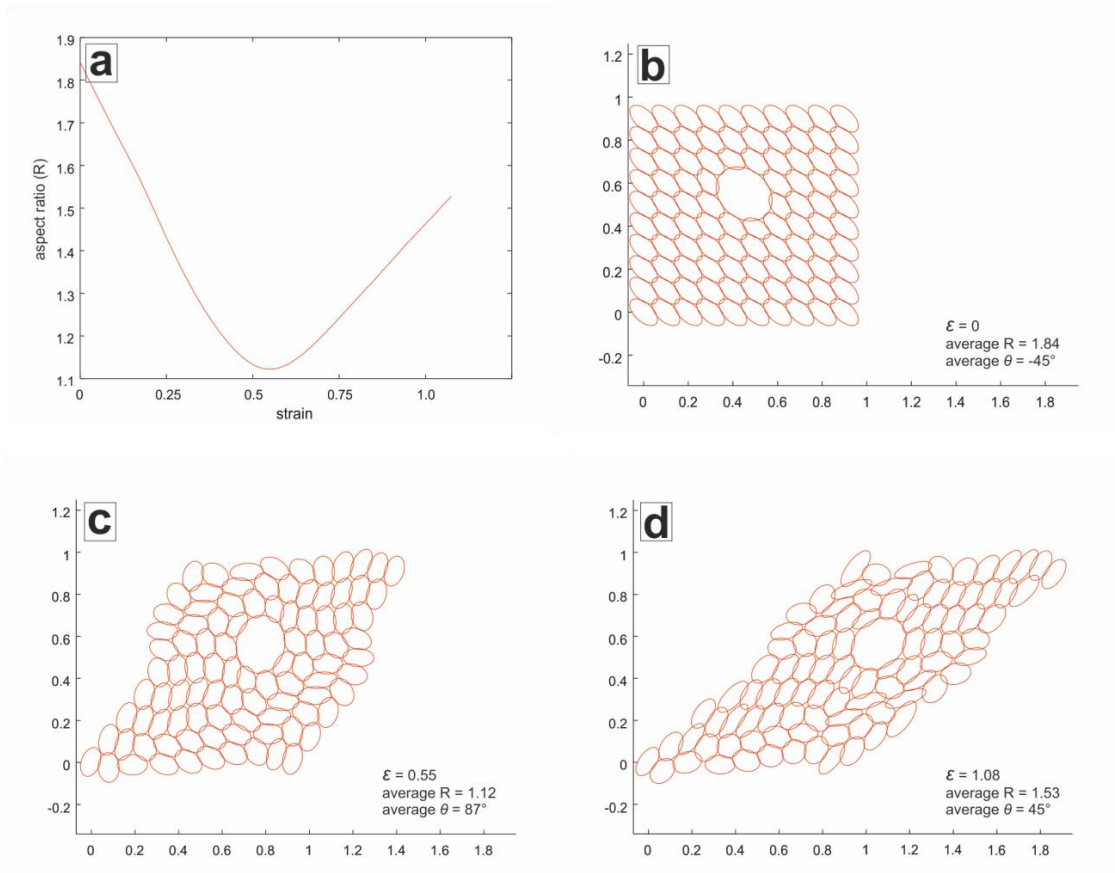 a
1.9
1.8
1.7
1.6
1.5
1.4
1.3
1.2
1.1
aspect ratio (R)
0 0.25 0.5 0.75 1.0
strain
b
1.2
1
0.8
0.6
0.4
0.2
0
-0.2
ε = 0
average R = 1.84
average θ = -45°
0 0.2 0.4 0.6 0.8 1 1.2 1.4 1.6 1.8
c
1.2
1
0.8
0.6
0.4
0.2
0
-0.2
ε = 0.55
average R = 1.12
average θ = 87°
0 0.2 0.4 0.6 0.8 1 1.2 1.4 1.6 1.8
d
1.2
1
0.8
0.6
0.4
0.2
0
-0.2
ε = 1.08
average R = 1.53
average θ = 45°
0 0.2 0.4 0.6 0.8 1 1.2 1.4 1.6 1.8